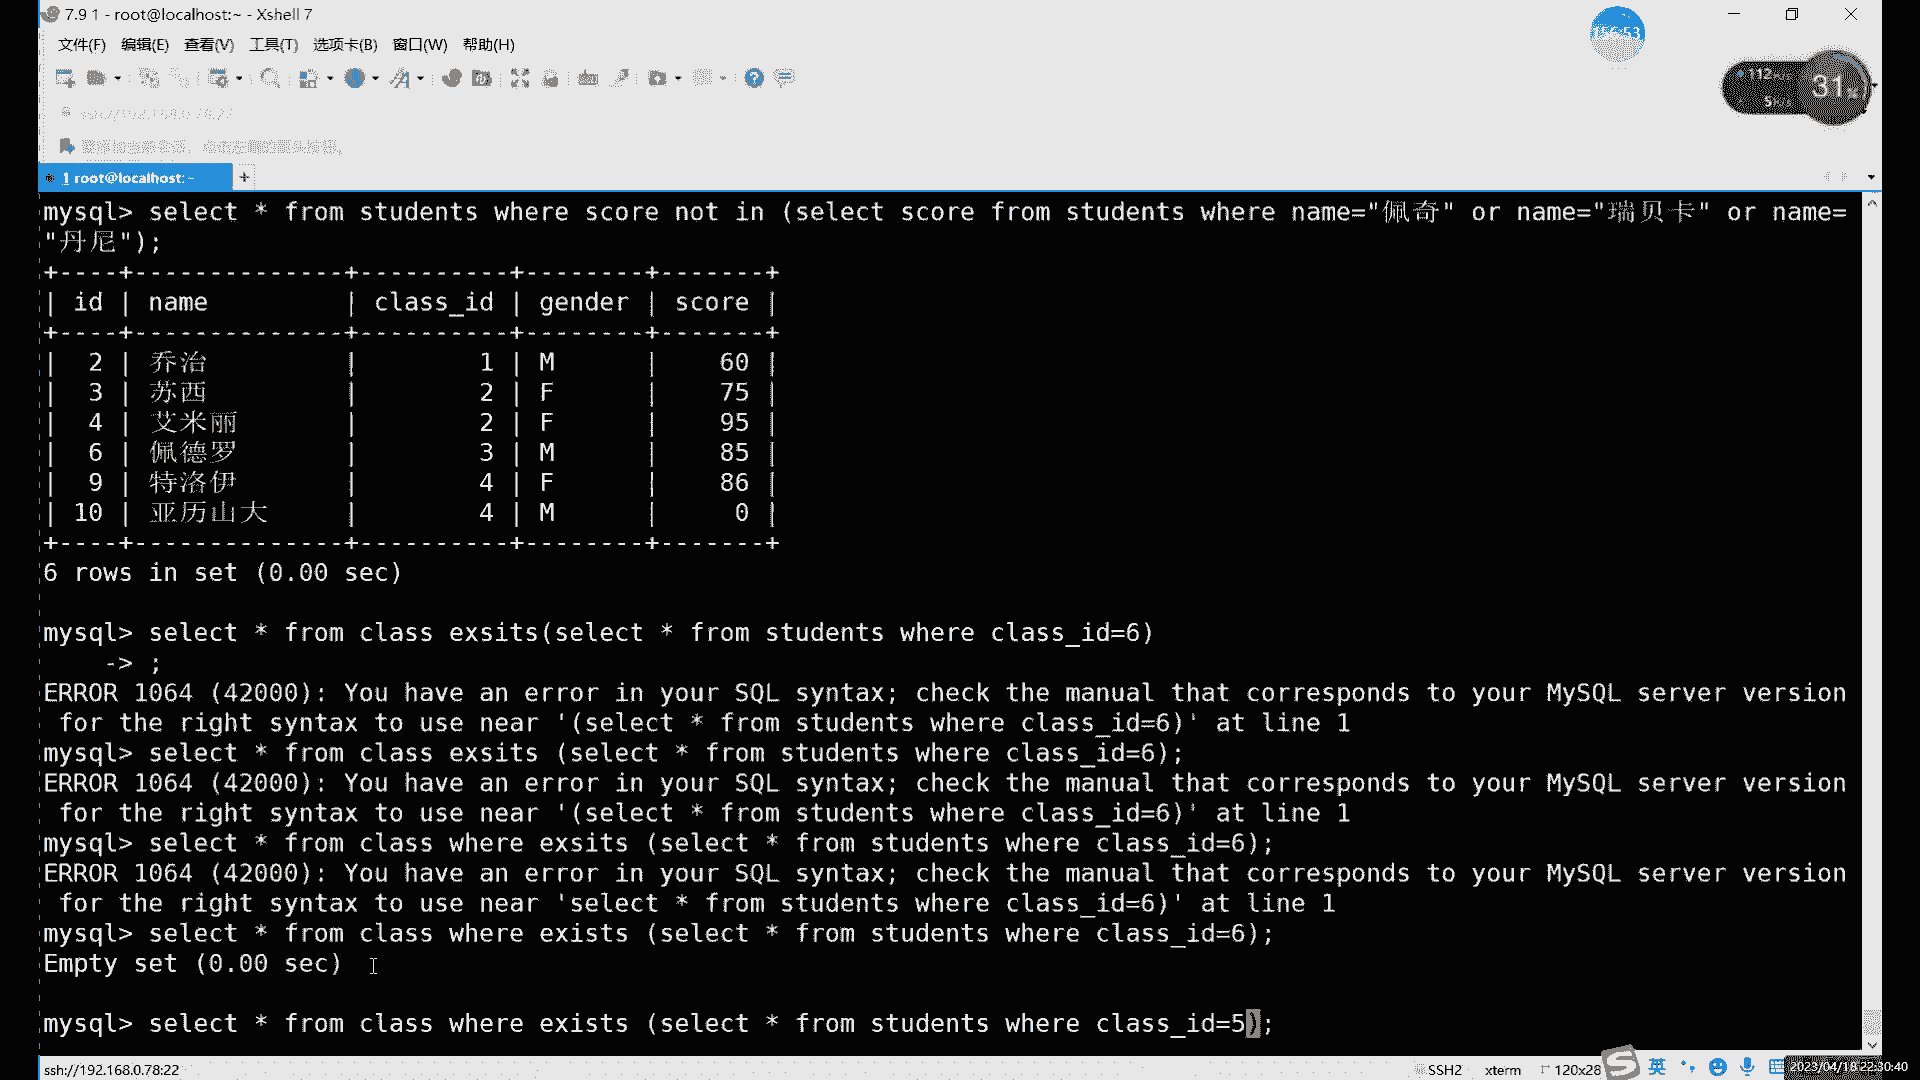 7.9 1 - root@localhost:~ - Xshell 7
文件(F) 编辑(E) 查看(V) 工具(T) 选项卡(B) 窗口(W) 帮助(H)
31%
ssh://192.168.0.78:22
1 root@localhost:~ +
mysql> select * from students where score not in (select score from students where name="佩奇" or name="瑞贝卡" or name=
"丹尼");
+----+--------------+----------+--------+-------+
| id | name | class_id | gender | score |
+----+--------------+----------+--------+-------+
| 2 | 乔治 | 1 | M | 60 |
| 3 | 苏西 | 2 | F | 75 |
| 4 | 艾米丽 | 2 | F | 95 |
| 6 | 佩德罗 | 3 | M | 85 |
| 9 | 特洛伊 | 4 | F | 86 |
| 10 | 亚历山大 | 4 | M | 0 |
+----+--------------+----------+--------+-------+
6 rows in set (0.00 sec)
mysql> select * from class exsits(select * from students where class_id=6)
-> ;
ERROR 1064 (42000): You have an error in your SQL syntax; check the manual that corresponds to your MySQL server version
for the right syntax to use near '(select * from students where class_id=6)' at line 1
mysql> select * from class exsits (select * from students where class_id=6);
ERROR 1064 (42000): You have an error in your SQL syntax; check the manual that corresponds to your MySQL server version
for the right syntax to use near '(select * from students where class_id=6)' at line 1
mysql> select * from class where exsits (select * from students where class_id=6);
ERROR 1064 (42000): You have an error in your SQL syntax; check the manual that corresponds to your MySQL server version
for the right syntax to use near 'select * from students where class_id=6)' at line 1
mysql> select * from class where exists (select * from students where class_id=6);
Empty set (0.00 sec)
mysql> select * from class where exists (select * from students where class_id=5);
ssh://192.168.0.78:22 SSH2 xterm 120x28 英 2023/04/18 22:30:40